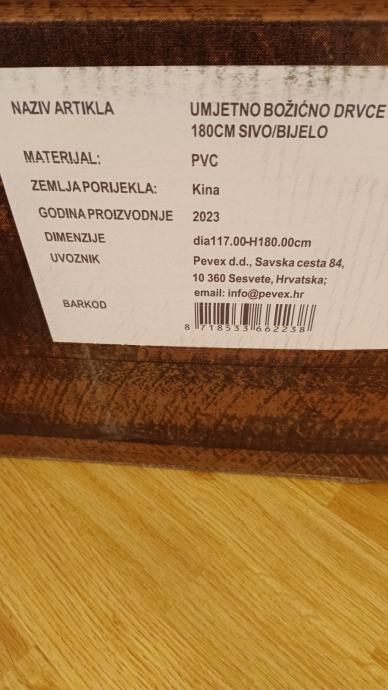 NAZIV ARTIKLA UMJETNO BOŽIĆNO DRVCE
180CM SIVO/BIJELO
MATERIJAL: PVC
ZEMLJA PORIJEKLA: Kina
GODINA PROIZVODNJE 2023
DIMENZIJE dia117.00-H180.00cm
UVOZNIK Pevex d.d., Savska cesta 84,
10 360 Sesvete, Hrvatska;
email: info@pevex.hr
BARKOD
8 718533 662238